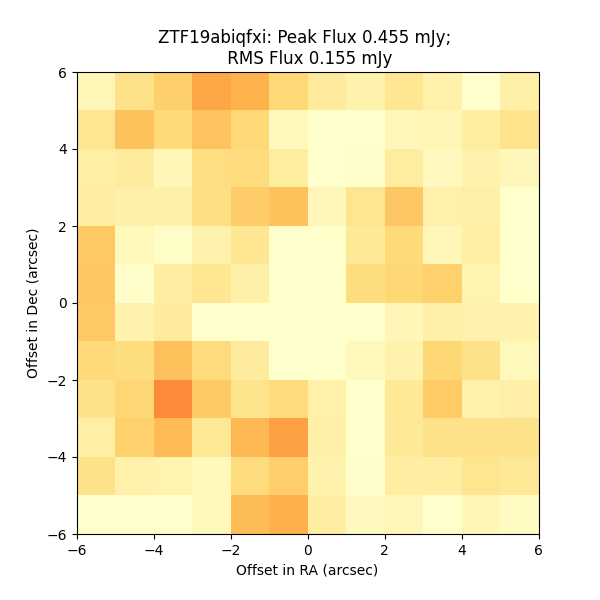 ZTF19abiqfxi: Peak Flux 0.455 mJy;
RMS Flux 0.155 mJy
6
4
2
0
−2
−4
−6
Offset in Dec (arcsec)
−6 −4 −2 0 2 4 6
Offset in RA (arcsec)